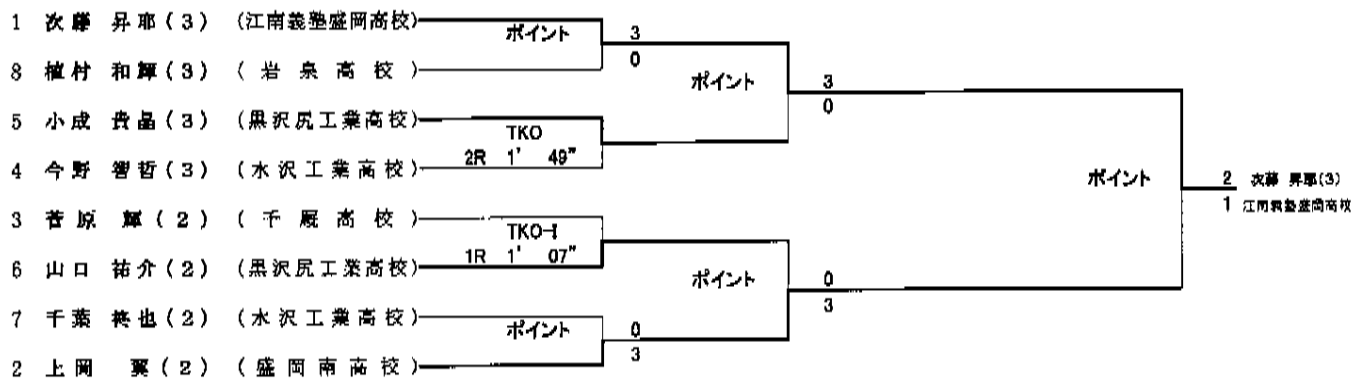 1 次藤 昇耶(3) (江南義塾盛岡高校)
ポイント 3
0
8 植村 和輝(3) (岩泉高校)
ポイント 3
0
5 小成 貴晶(3) (黒沢尻工業高校)
TKO
2R 1' 49"
4 今野 智哲(3) (水沢工業高校)
ポイント 2 次藤 昇耶(3)
1 江南義塾盛岡高校
3 菅原 輝(2) (千厩高校)
TKO-I
1R 1' 07"
6 山口 祐介(2) (黒沢尻工業高校)
ポイント 0
3
7 千葉 也(2) (水沢工業高校)
ポイント 0
3
2 上岡 翼(2) (盛岡南高校)